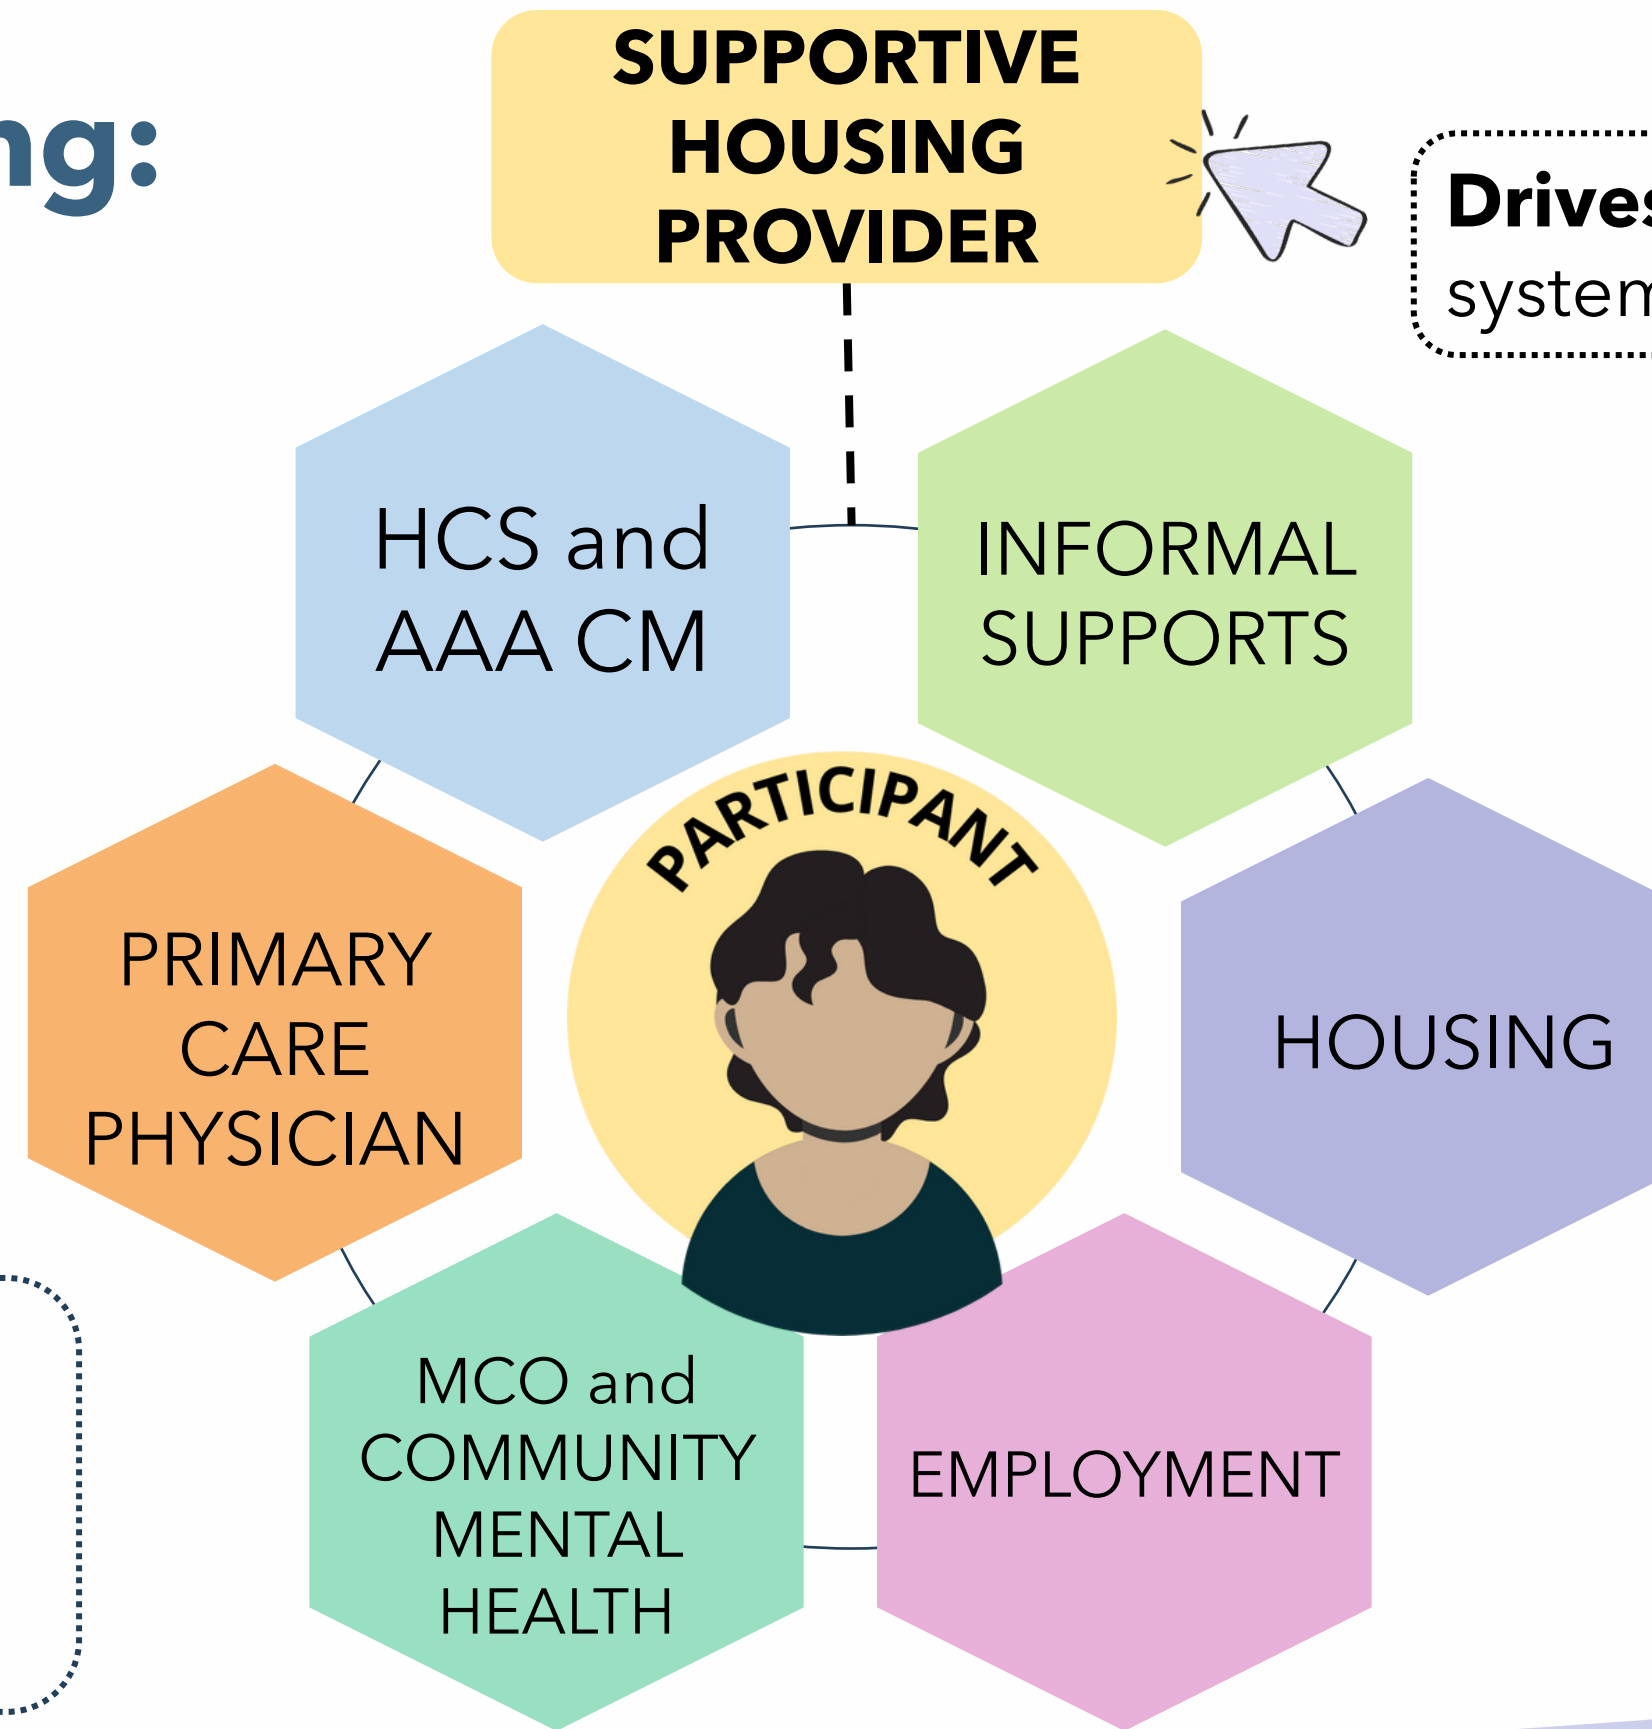 SUPPORTIVE
HOUSING
PROVIDER
HCS and
AAA CM
INFORMAL
SUPPORTS
PARTICIPANT
PRIMARY
CARE
PHYSICIAN
HOUSING
MCO and
COMMUNITY
MENTAL
HEALTH
EMPLOYMENT